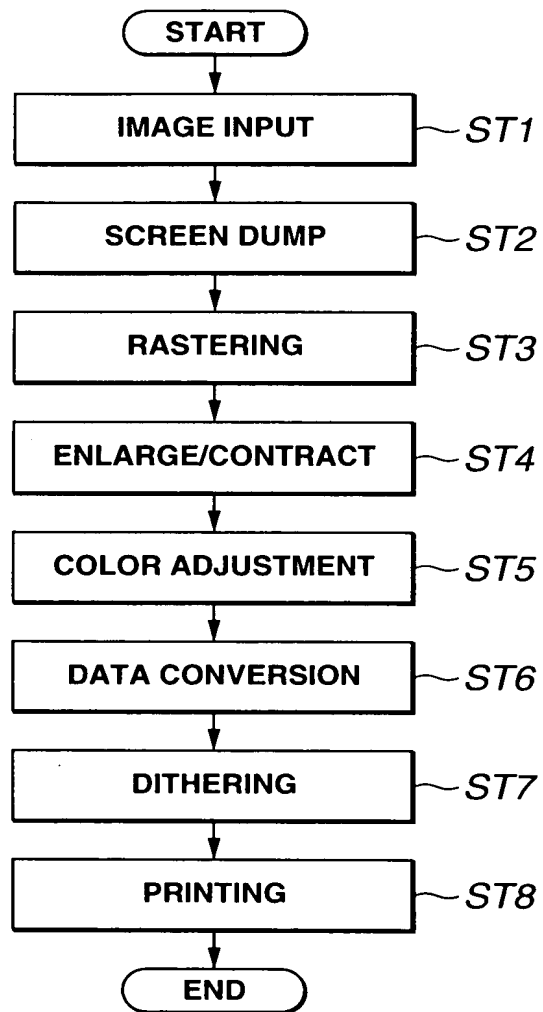 START
IMAGE INPUT ST1
SCREEN DUMP ST2
RASTERING ST3
ENLARGE/CONTRACT ST4
COLOR ADJUSTMENT ST5
DATA CONVERSION ST6
DITHERING ST7
PRINTING ST8
END